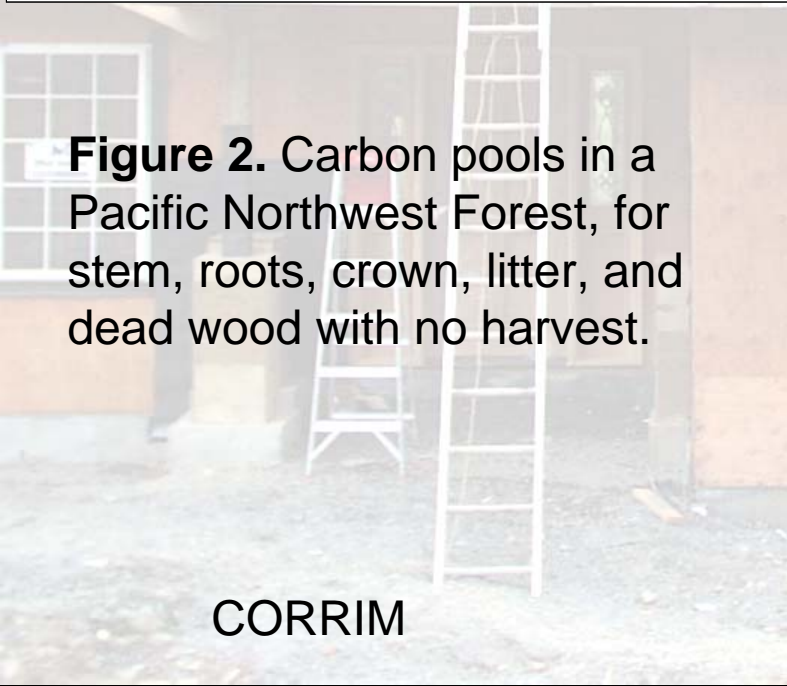 Figure 2. Carbon pools in a
Pacific Northwest Forest, for
stem, roots, crown, litter, and
dead wood with no harvest.
CORRIM